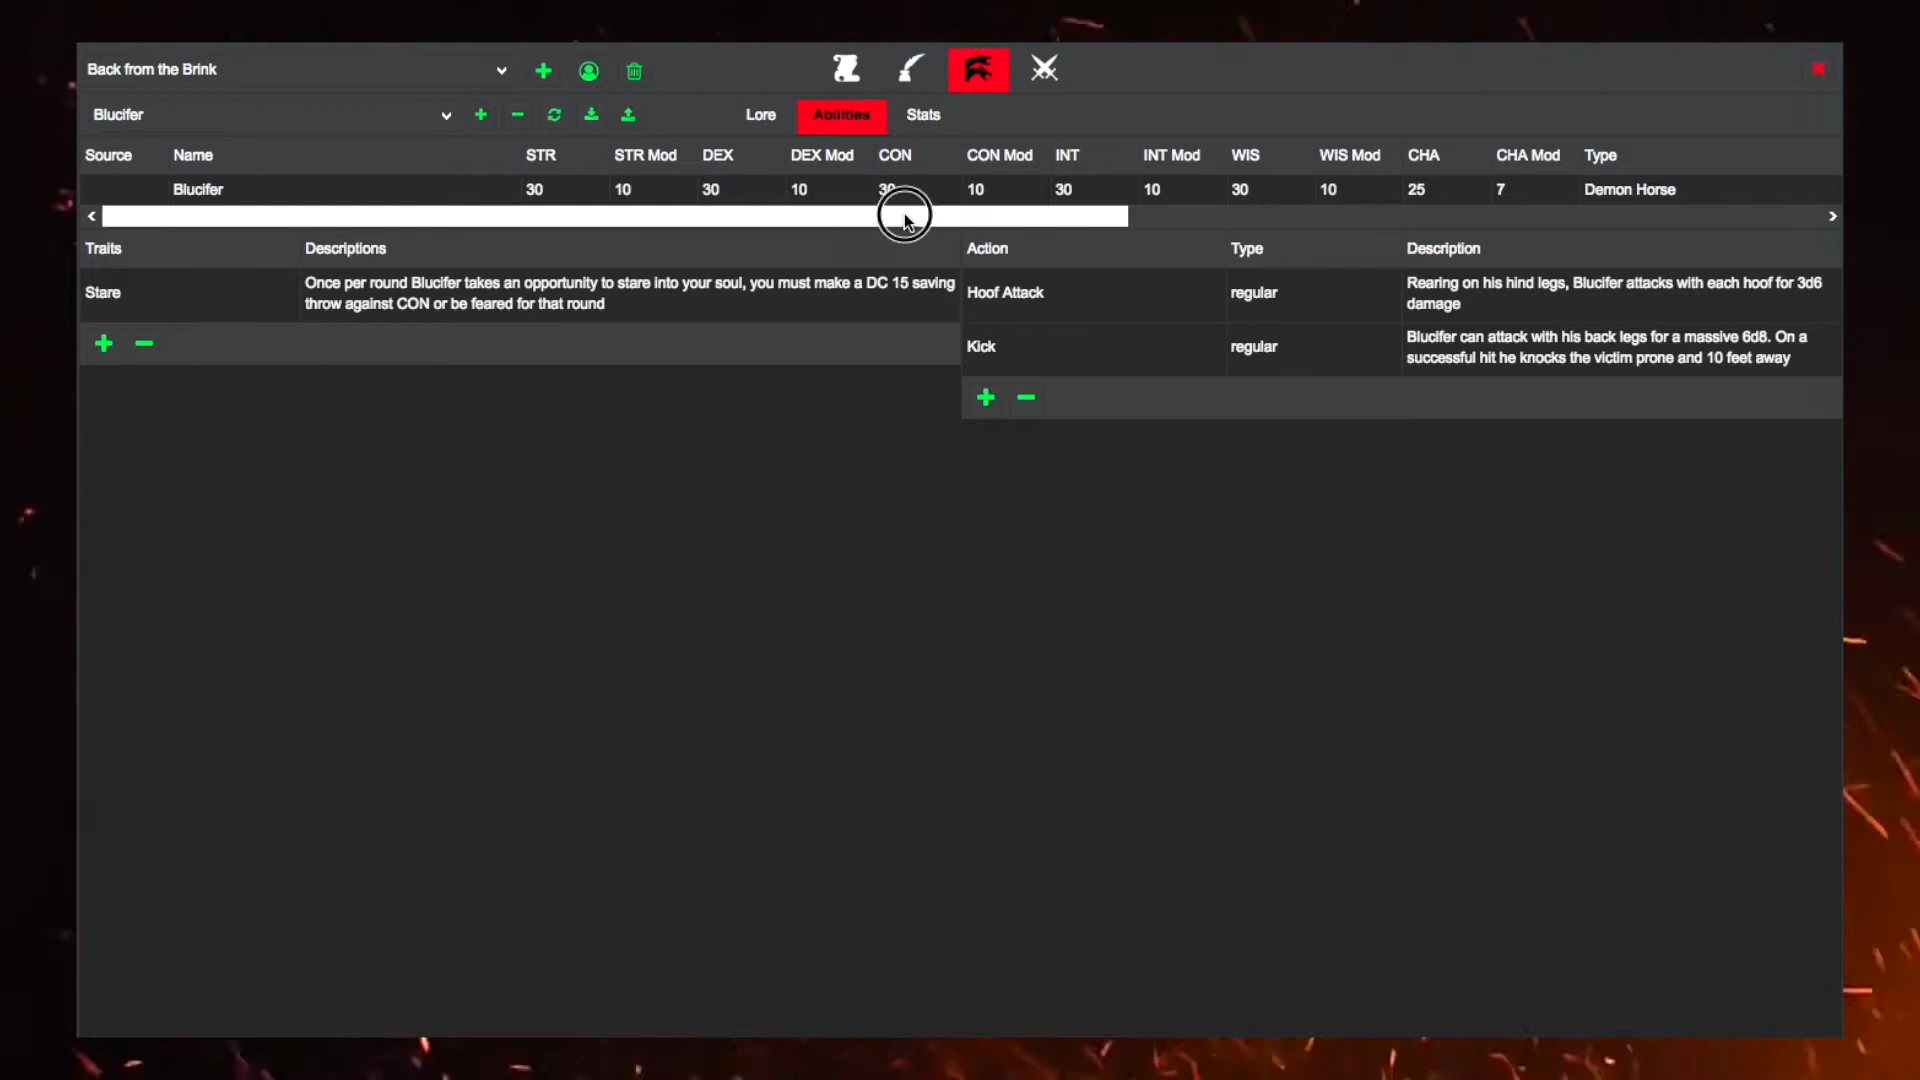 Back from the Brink
Blucifer
Lore Abilities Stats
Source Name STR STR Mod DEX DEX Mod CON CON Mod INT INT Mod WIS WIS Mod CHA CHA Mod Type
Blucifer 30 10 30 10 30 10 30 10 30 10 25 7 Demon Horse
Traits Descriptions
Stare
Once per round Blucifer takes an opportunity to stare into your soul, you must make a DC 15 saving
throw against CON or be feared for that round
Action Type Description
Hoof Attack regular
Rearing on his hind legs, Blucifer attacks with each hoof for 3d6
damage
Kick regular
Blucifer can attack with his back legs for a massive 6d8. On a
successful hit he knocks the victim prone and 10 feet away